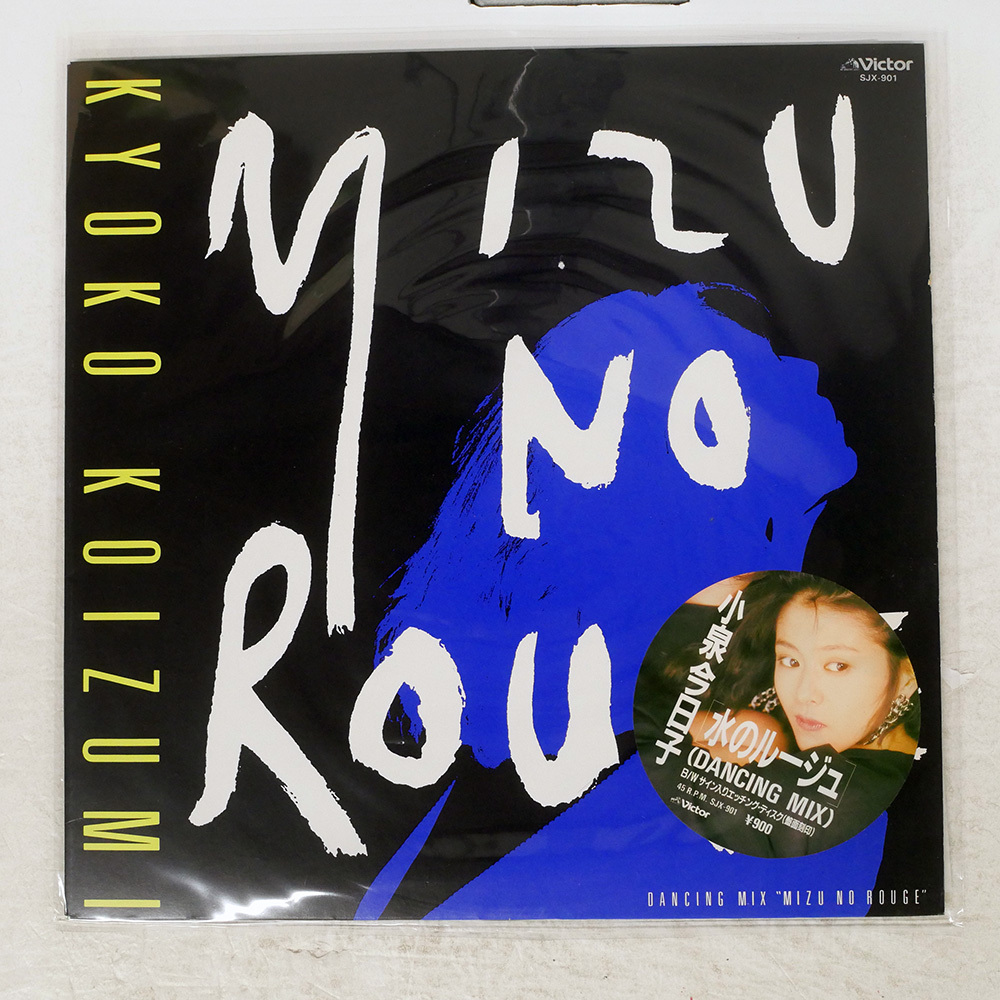 Victor
SJX-901
KYOKO KOIZUMI
MIZU
NO
ROU
小泉今日子
水のルージュ
(DANCING MIX)
B/W サイン入りエッチング・ディスク(盤面刻印)
45 R.P.M. SJX-901
Victor ¥900
DANCING MIX "MIZU NO ROUGE"